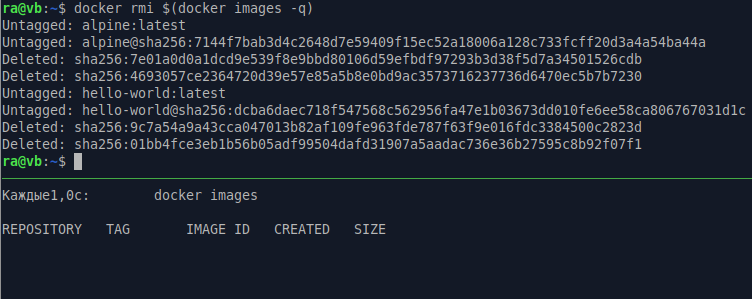 ra@vb:~$ docker rmi $(docker images -q)
Untagged: alpine:latest
Untagged: alpine@sha256:7144f7bab3d4c2648d7e59409f15ec52a18006a128c733fcff20d3a4a54ba44a
Deleted: sha256:7e01a0d0a1dcd9e539f8e9bbd80106d59efbdf97293b3d38f5d7a34501526cdb
Deleted: sha256:4693057ce2364720d39e57e85a5b8e0bd9ac3573716237736d6470ec5b7b7230
Untagged: hello-world:latest
Untagged: hello-world@sha256:dcba6daec718f547568c562956fa47e1b03673dd010fe6ee58ca806767031d1c
Deleted: sha256:9c7a54a9a43cca047013b82af109fe963fde787f63f9e016fdc3384500c2823d
Deleted: sha256:01bb4fce3eb1b56b05adf99504dafd31907a5aadac736e36b27595c8b92f07f1
ra@vb:~$
Каждые1,0с: docker images
REPOSITORY TAG IMAGE ID CREATED SIZE